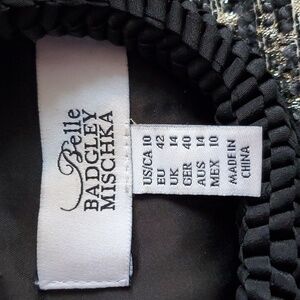 Belle
BADGLEY
MISCHKA
US/CA 10
EU 42
UK 14
GER 40
AUS 14
MEX 10
MADE IN
CHINA